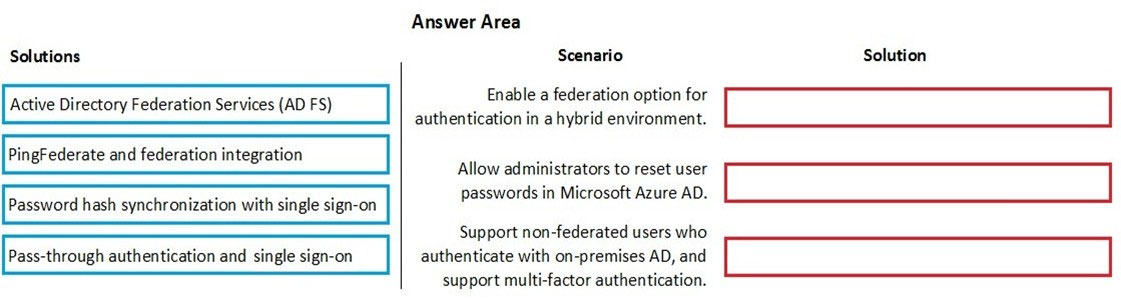 Answer Area
Solutions
Scenario
Solution
Active Directory Federation Services (AD FS)
PingFederate and federation integration
Password hash synchronization with single sign-on
Pass-through authentication and single sign-on
Enable a federation option for
authentication in a hybrid environment.
Allow administrators to reset user
passwords in Microsoft Azure AD.
Support non-federated users who
authenticate with on-premises AD, and
support multi-factor authentication.